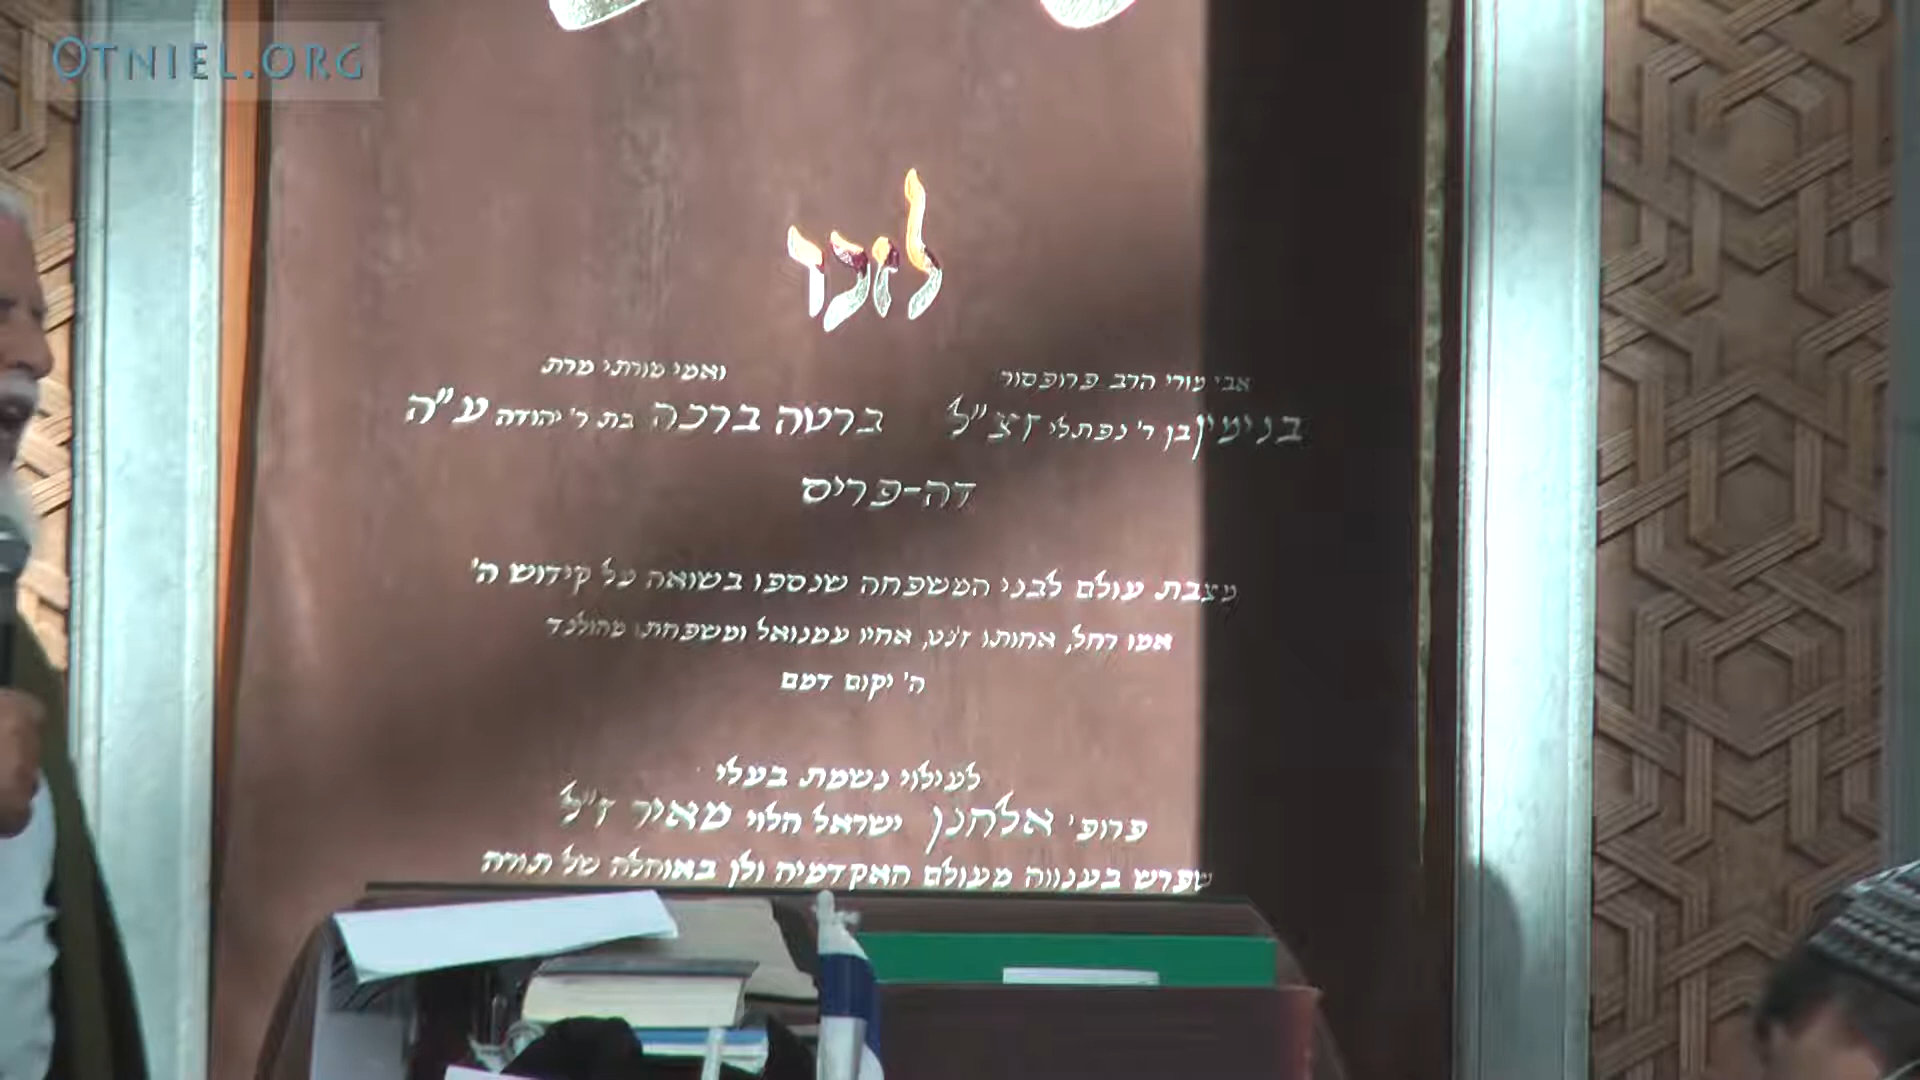 Otniel.org
לזכר
אבי מורי הרב פרופסור
בנימין בן ר' נפתלי זצ"ל
ואמי מורתי מרת
ברטה ברכה בת ר' יהודה ע"ה
דה-פריס
מצבת עולם לבני המשפחה שנספו בשואה על קידוש ה'
אמו רחל, אחותו ז'נט, אחיו עמנואל ומשפחתו מהולנד
ה' יקום דמם
לעילוי נשמת בעלי
פרופ' אלחנן ישראל הלוי מאיר ז"ל
שפרש בענווה מעולם האקדמיה ולן באוהלה של תורה